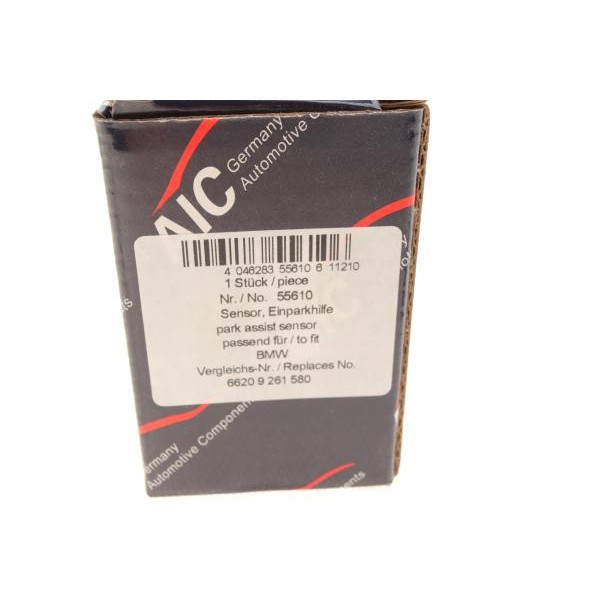 AIC
Germany
Automotive Components
4 046283 55610 6 11210
1 Stück / piece
Nr. / No. 55610
Sensor, Einparkhilfe
park assist sensor
passend für / to fit
BMW
Vergleichs-Nr. / Replaces No.
6620 9 261 580
Germany
Automotive Components